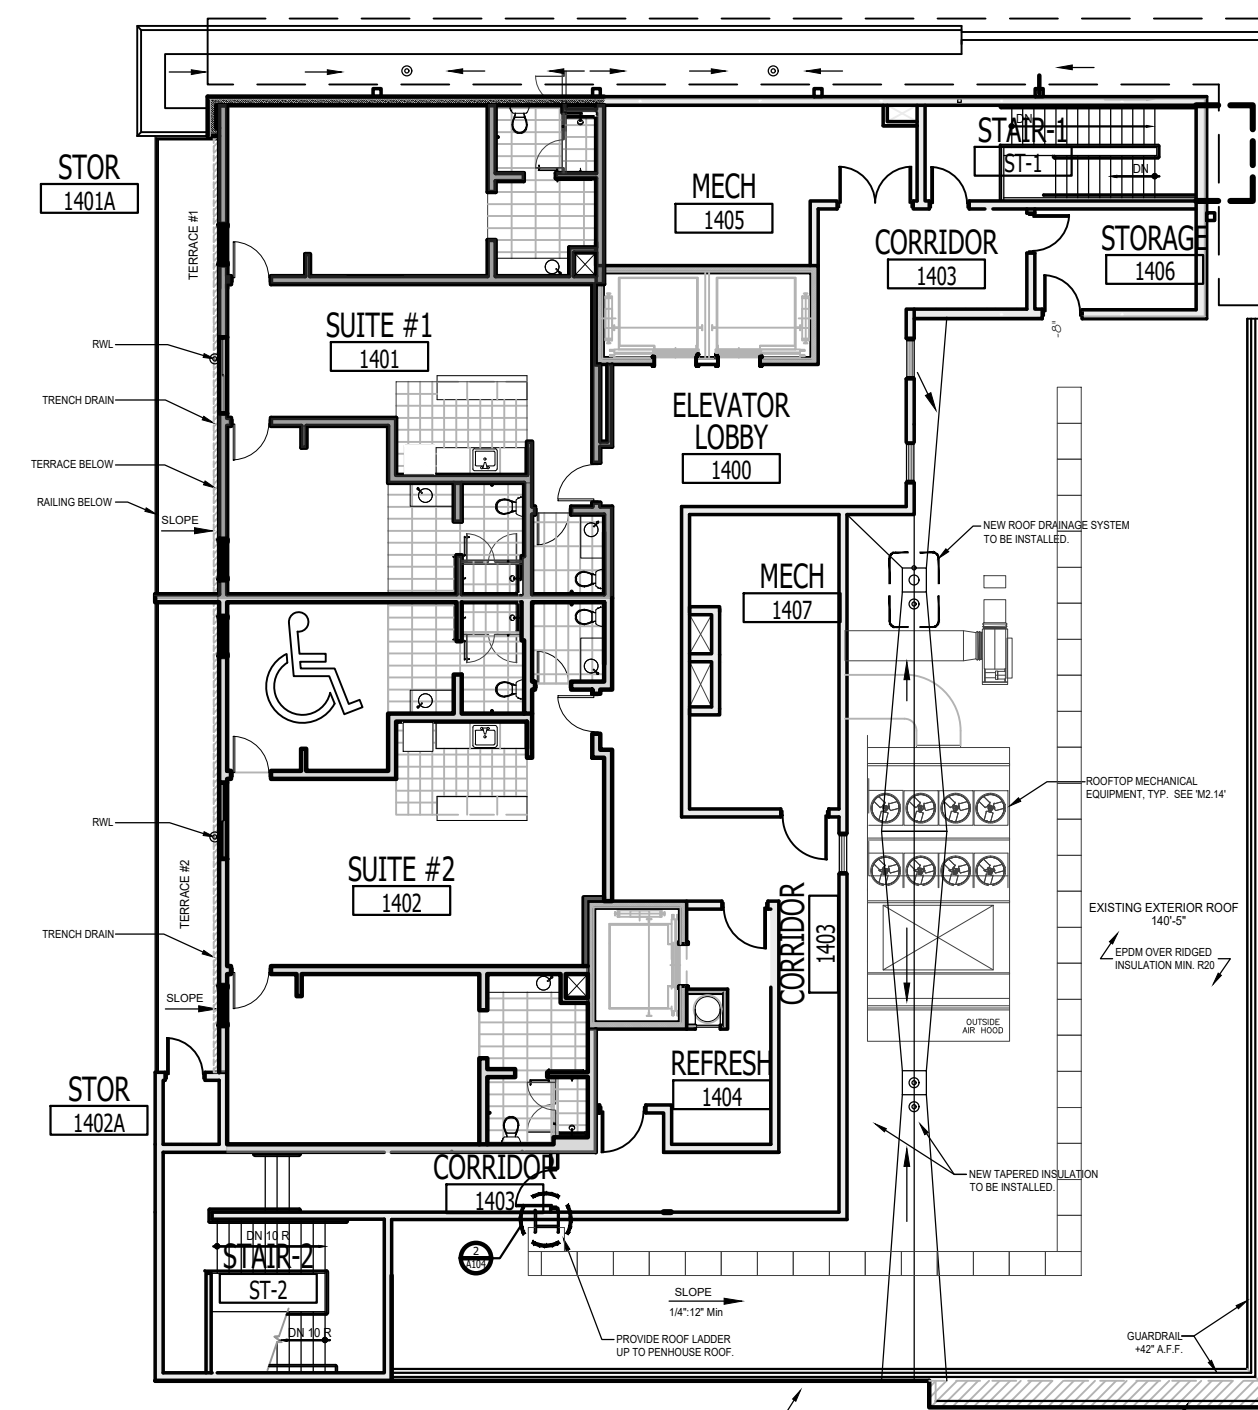 STOR
1401A
TERRACE #1
MECH
1405
STAIR-1
ST-1
DN
DN
CORRIDOR
1403
STORAGE
1406
-8"
SUITE #1
1401
RWL
TRENCH DRAIN
TERRACE BELOW
RAILING BELOW
SLOPE
ELEVATOR
LOBBY
1400
NEW ROOF DRAINAGE SYSTEM
TO BE INSTALLED.
MECH
1407
ROOFTOP MECHANICAL
EQUIPMENT, TYP. SEE 'M2.14'
RWL
TERRACE #2
SUITE #2
1402
TRENCH DRAIN
SLOPE
CORRIDOR
1403
EXISTING EXTERIOR ROOF
140'-5"
EPDM OVER RIDGED
INSULATION MIN. R20
OUTSIDE
AIR HOOD
REFRESH
1404
STOR
1402A
CORRIDOR
1403
NEW TAPERED INSULATION
TO BE INSTALLED.
DN 10 R
STAIR-2
ST-2
DN 10 R
2
A104
SLOPE
1/4":12" Min
PROVIDE ROOF LADDER
UP TO PENHOUSE ROOF.
GUARDRAIL
+42" A.F.F.